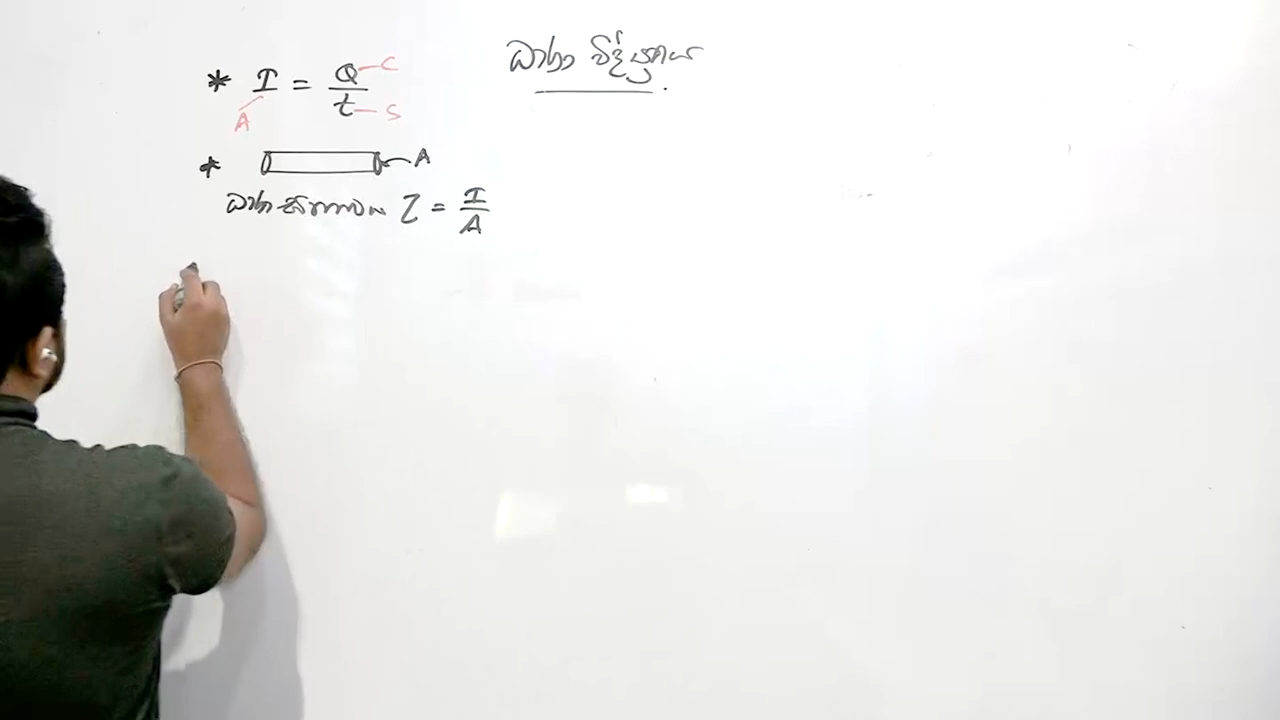 ධාරා විද්‍යුතය
* I = Q/t
C
A
S
*
A
ධාරා ඝනත්වය = I/A